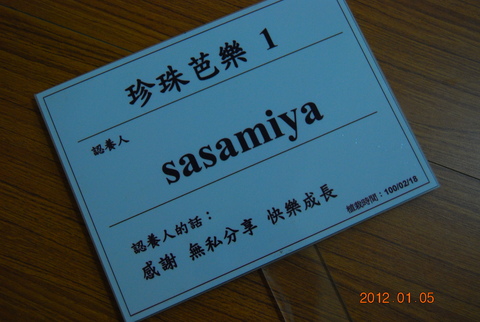 珍珠芭樂 1
認養人
sasamiya
認養人的話：
感謝 無私分享 快樂成長
植栽時間：100/02/18
2012 01 05